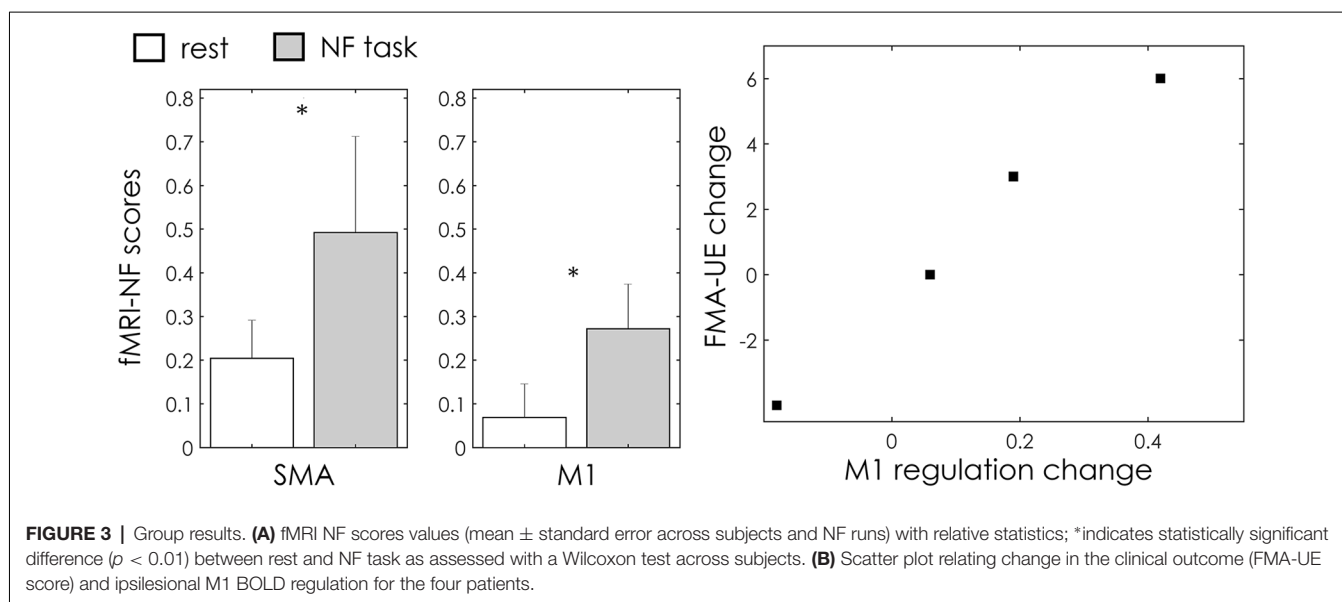 rest NF task
fMRI-NF scores
0.8
0.7
0.6
0.5
0.4
0.3
0.2
0.1
0
*
SMA
0.8
0.7
0.6
0.5
0.4
0.3
0.2
0.1
0
*
M1
FMA-UE change
6
4
2
0
-2
0 0.2 0.4
M1 regulation change
FIGURE 3 | Group results. (A) fMRI NF scores values (mean ± standard error across subjects and NF runs) with relative statistics; *indicates statistically significant
difference (p < 0.01) between rest and NF task as assessed with a Wilcoxon test across subjects. (B) Scatter plot relating change in the clinical outcome (FMA-UE
score) and ipsilesional M1 BOLD regulation for the four patients.